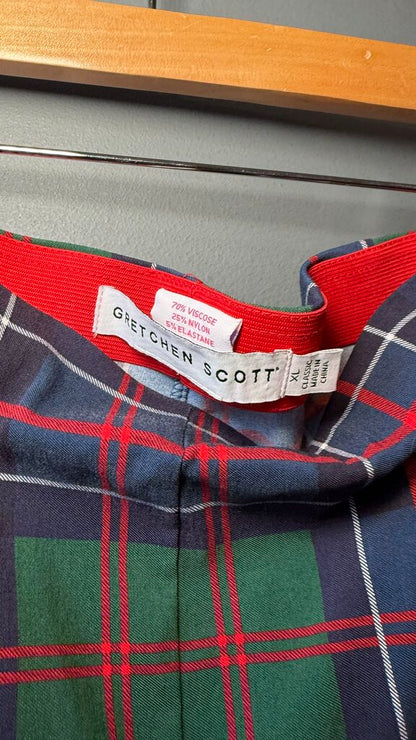 70% VISCOSE
25% NYLON
5% ELASTANE
GRETCHEN SCOTT®
XL
CLASSIC
MADE IN
CHINA